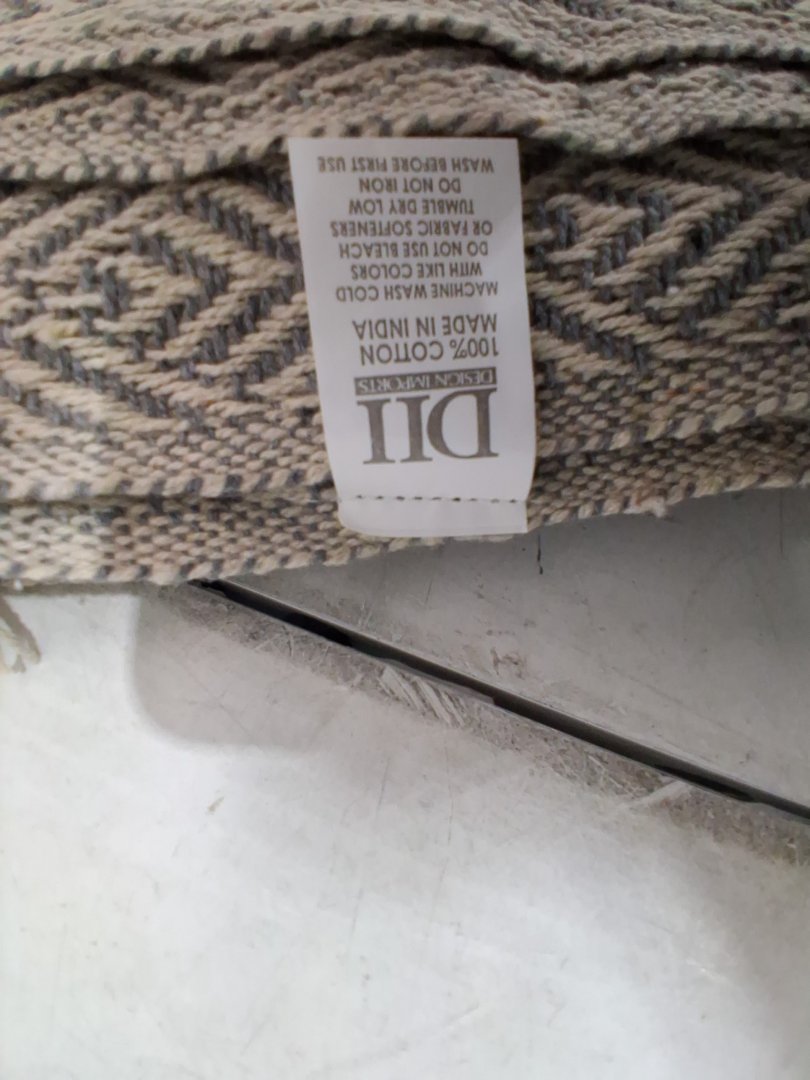 DII
DESIGN IMPORTS
100% COTTON
MADE IN INDIA
MACHINE WASH COLD
WITH LIKE COLORS
DO NOT USE BLEACH
OR FABRIC SOFTENERS
TUMBLE DRY LOW
DO NOT IRON
WASH BEFORE FIRST USE